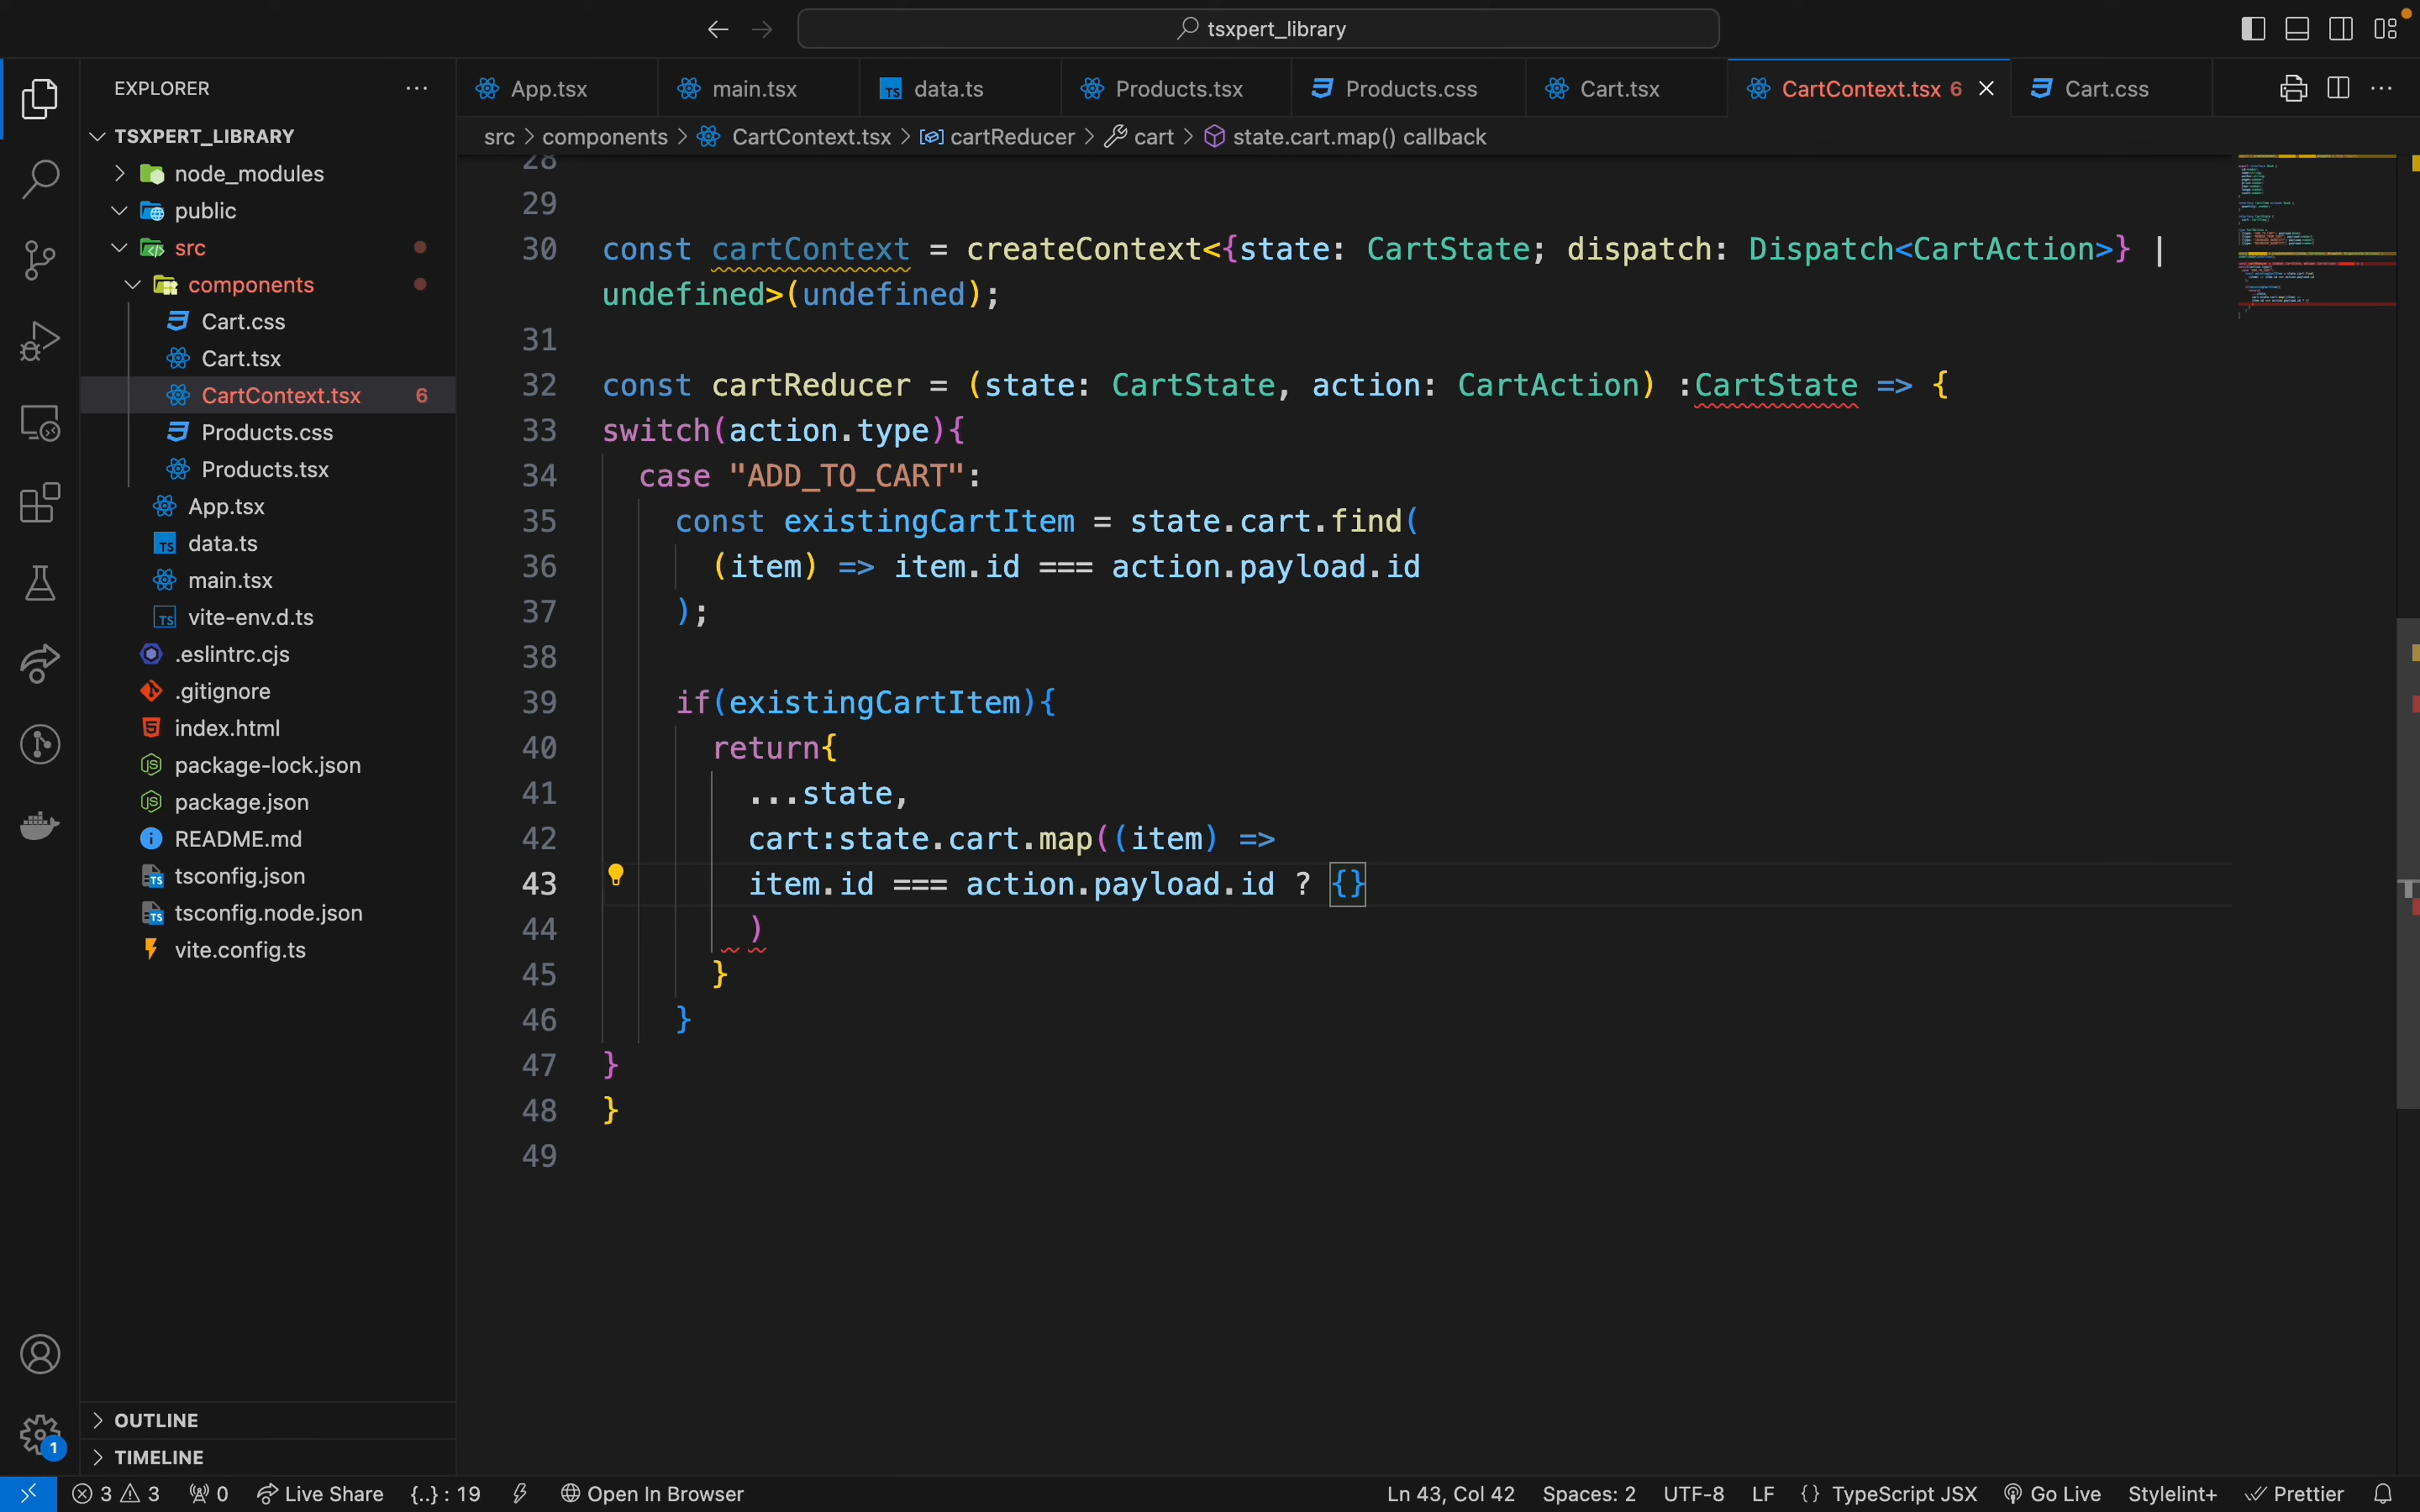 tsxpert_library
EXPLORER
TSXPERT_LIBRARY
node_modules
public
src
components
Cart.css
Cart.tsx
CartContext.tsx 6
Products.css
Products.tsx
App.tsx
data.ts
main.tsx
vite-env.d.ts
.eslintrc.cjs
.gitignore
index.html
package-lock.json
package.json
README.md
tsconfig.json
tsconfig.node.json
vite.config.ts
OUTLINE
TIMELINE
1
App.tsx main.tsx data.ts Products.tsx Products.css Cart.tsx CartContext.tsx 6 Cart.css
src > components > CartContext.tsx > cartReducer > cart > state.cart.map() callback
28
29
30 const cartContext = createContext<{state: CartState; dispatch: Dispatch<CartAction>} |
undefined>(undefined);
31
32 const cartReducer = (state: CartState, action: CartAction) :CartState => {
33 switch(action.type){
34 case "ADD_TO_CART":
35 const existingCartItem = state.cart.find(
36 (item) => item.id === action.payload.id
37 );
38
39 if(existingCartItem){
40 return{
41 ...state,
42 cart:state.cart.map((item) =>
43 item.id === action.payload.id ? {}
44 )
45 }
46 }
47 }
48 }
49
3 3 0 Live Share {..} : 19 Open In Browser Ln 43, Col 42 Spaces: 2 UTF-8 LF {} TypeScript JSX Go Live Stylelint+ Prettier